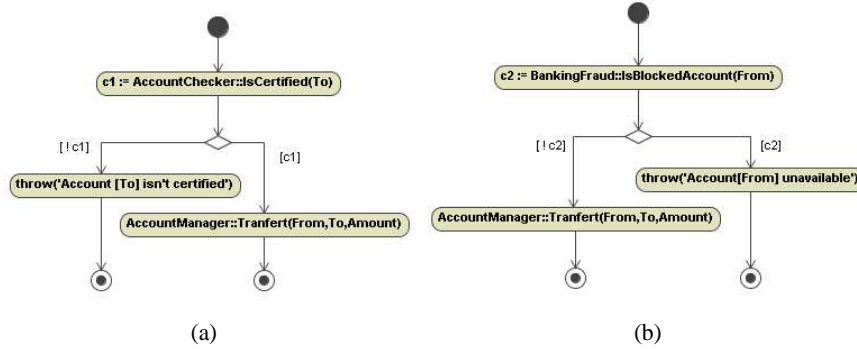 c1 := AccountChecker::IsCertified(To)
[ ! c1]
[c1]
throw('Account [To] isn't certified')
AccountManager::Tranfert(From,To,Amount)
(a)
c2 := BankingFraud::IsBlockedAccount(From)
[ ! c2]
[c2]
throw('Account[From] unavailable')
AccountManager::Tranfert(From,To,Amount)
(b)